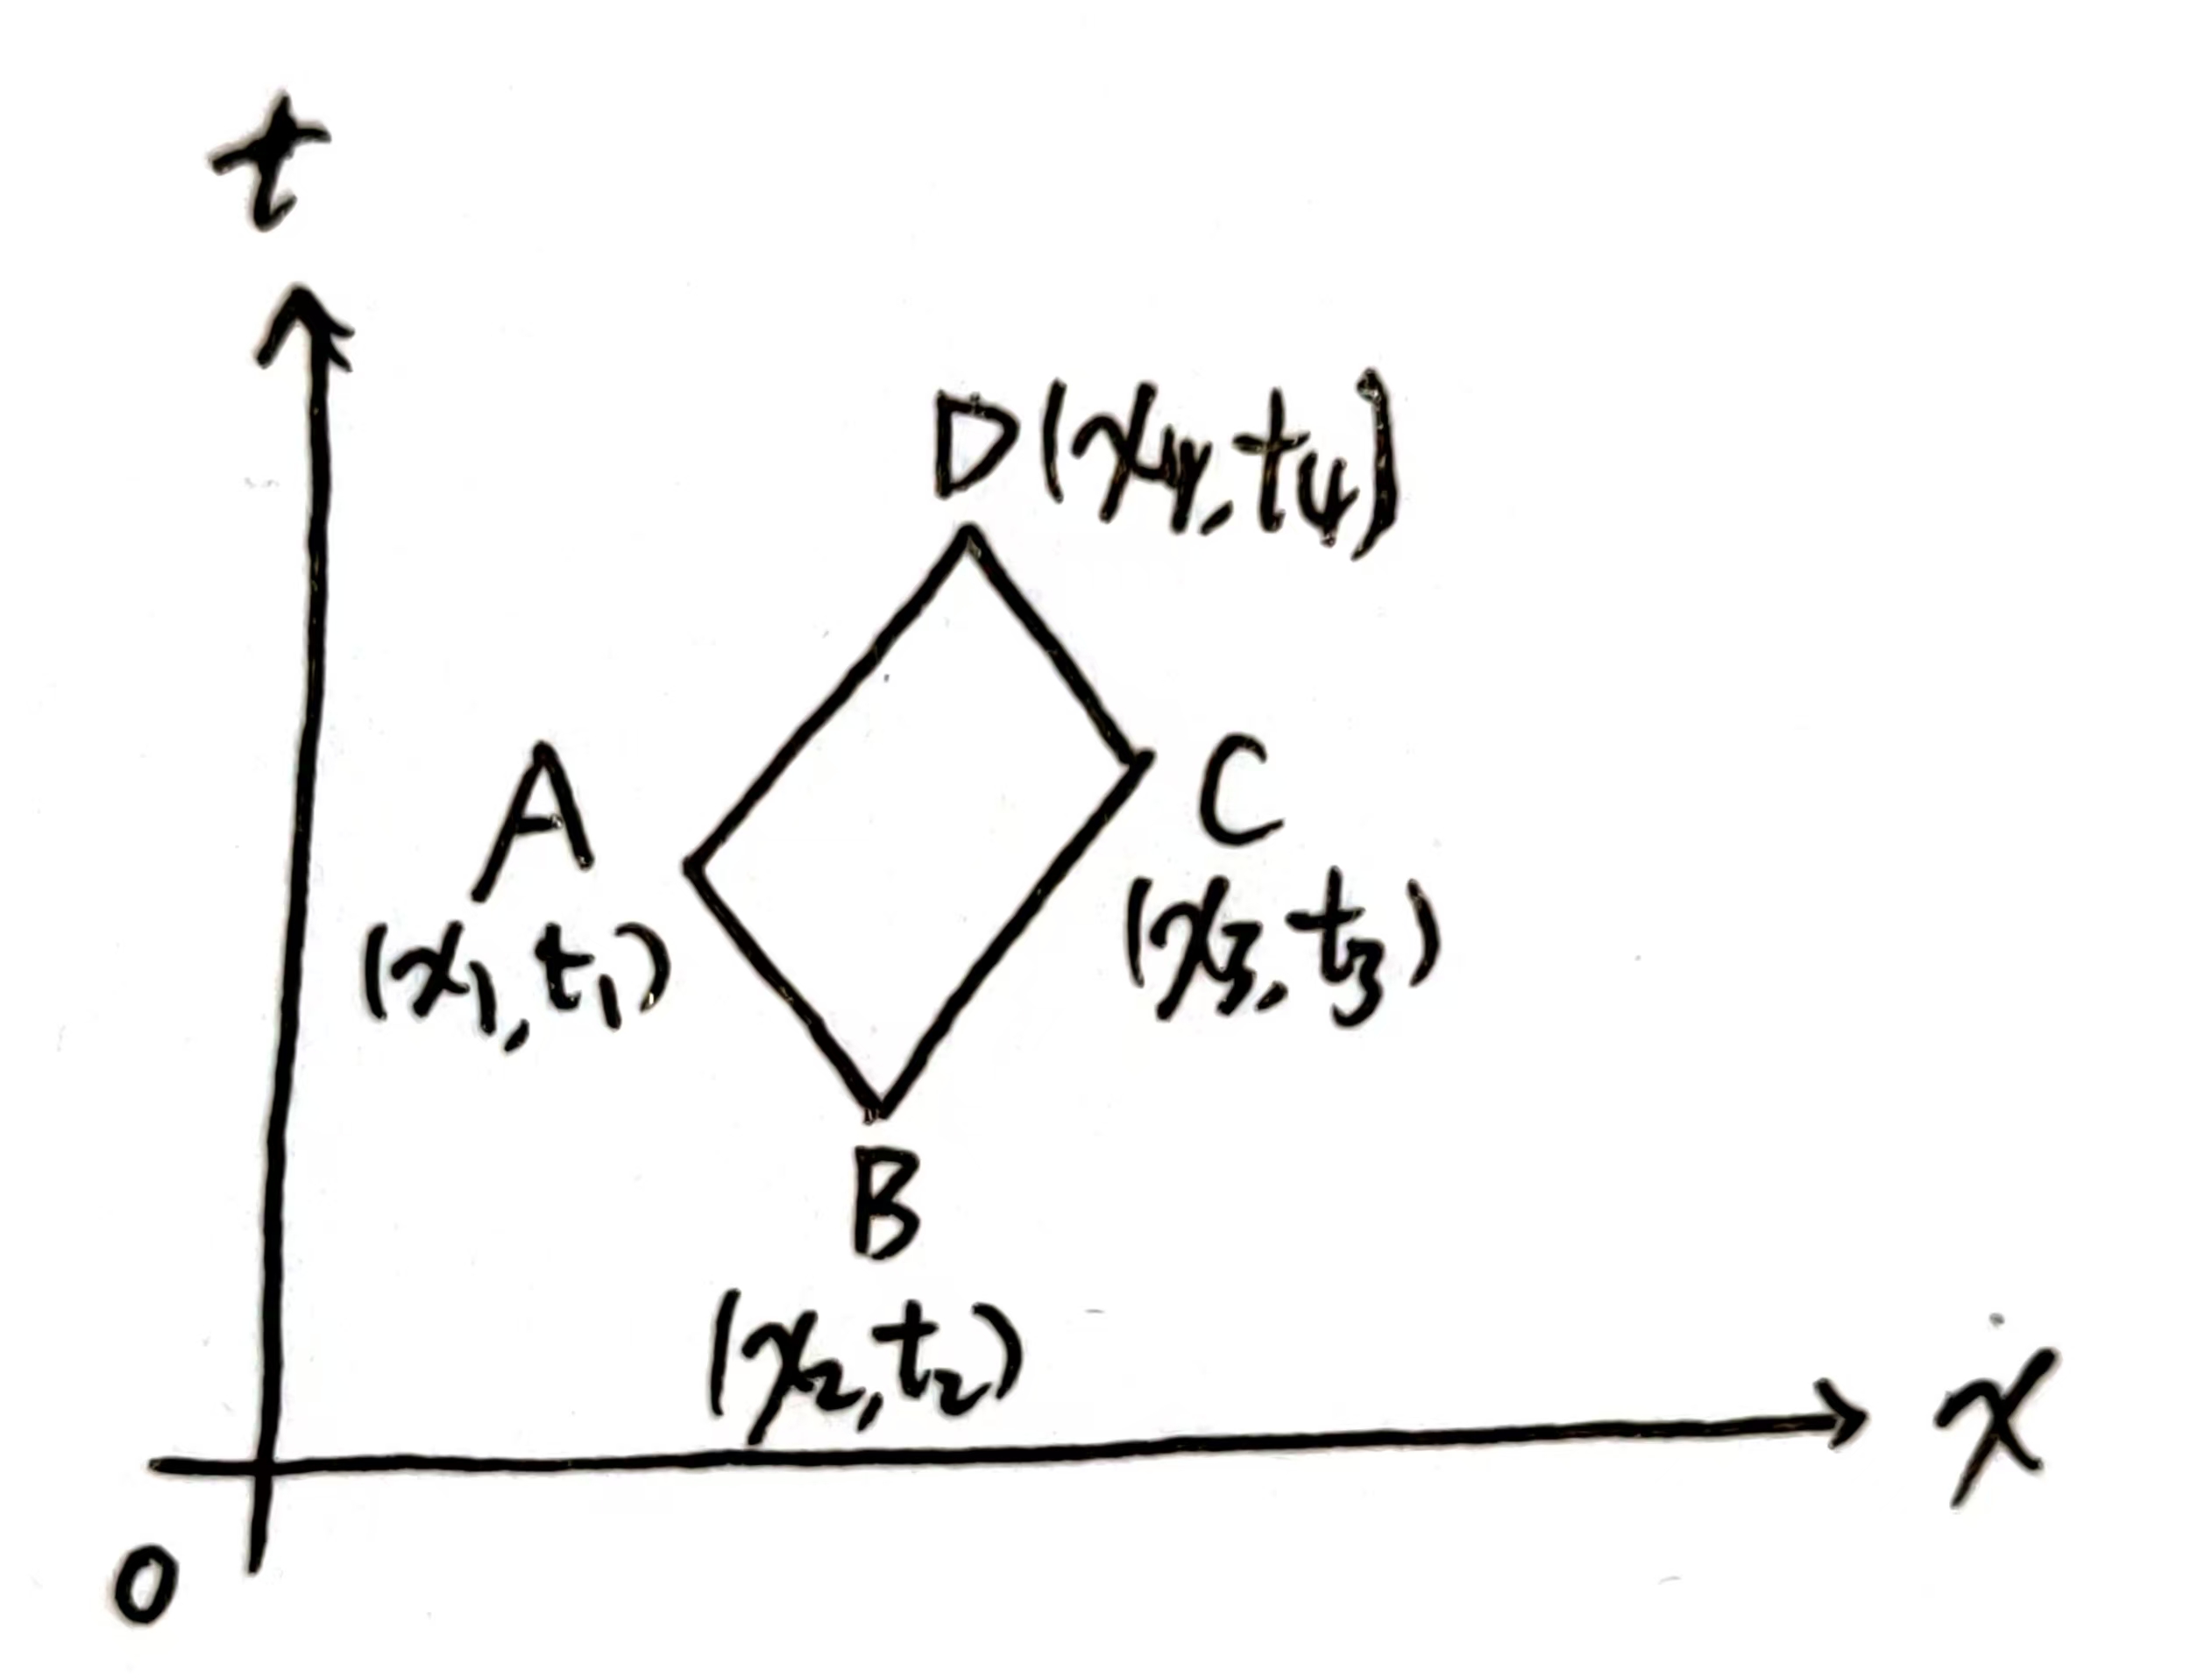 t
D(x4,t4)
A
(x1,t1)
C
(x3,t3)
B
(x2,t2)
x
0